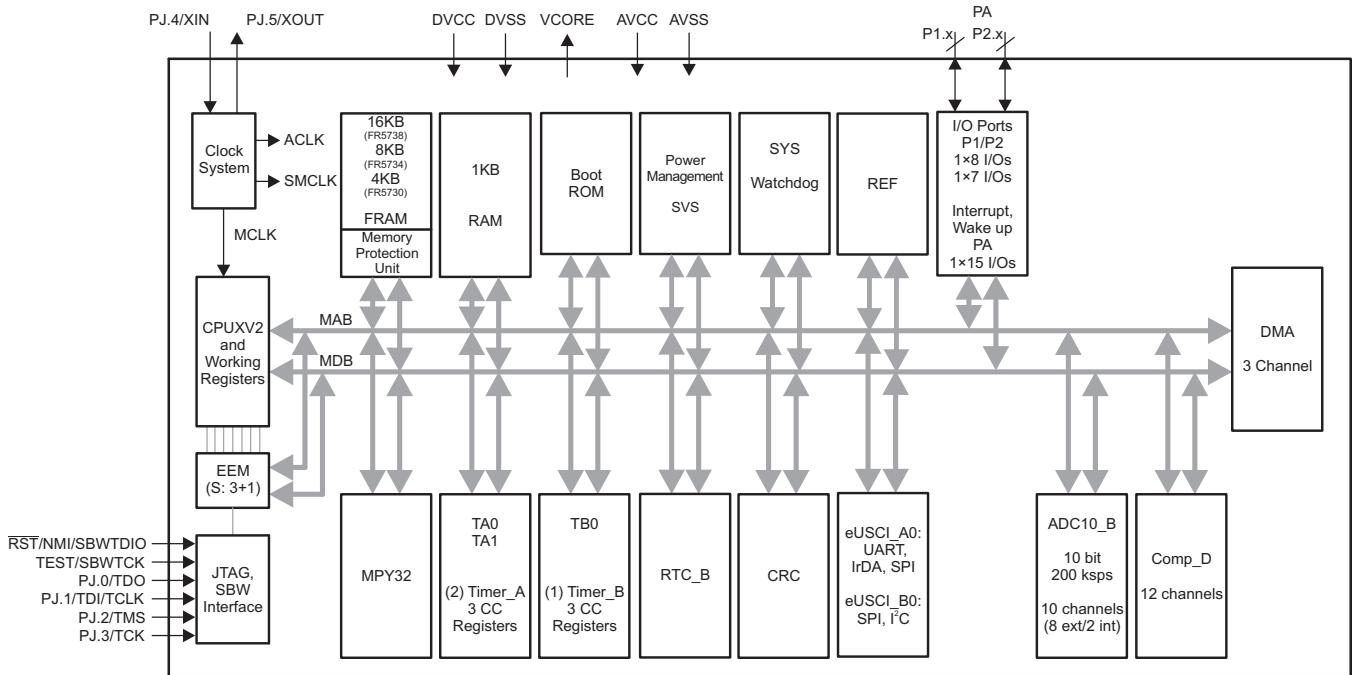 PJ.4/XIN
PJ.5/XOUT
DVCC
DVSS
VCORE
AVCC
AVSS
PA
P1.x
P2.x
Clock
System
ACLK
SMCLK
MCLK
16KB
(FR5738)
8KB
(FR5734)
4KB
(FR5730)
FRAM
Memory
Protection
Unit
1KB
RAM
Boot
ROM
Power
Management
SVS
SYS
Watchdog
REF
I/O Ports
P1/P2
1×8 I/Os
1×7 I/Os
Interrupt,
Wake up
PA
1×15 I/Os
CPUXV2
and
Working
Registers
MAB
MDB
DMA
3 Channel
EEM
(S: 3+1)
RST/NMI/SBWTDIO
TEST/SBWTCK
PJ.0/TDO
PJ.1/TDI/TCLK
PJ.2/TMS
PJ.3/TCK
JTAG,
SBW
Interface
MPY32
TA0
TA1
(2) Timer_A
3 CC
Registers
TB0
(1) Timer_B
3 CC
Registers
RTC_B
CRC
eUSCI_A0:
UART,
IrDA, SPI
eUSCI_B0:
SPI, I²C
ADC10_B
10 bit
200 ksps
10 channels
(8 ext/2 int)
Comp_D
12 channels